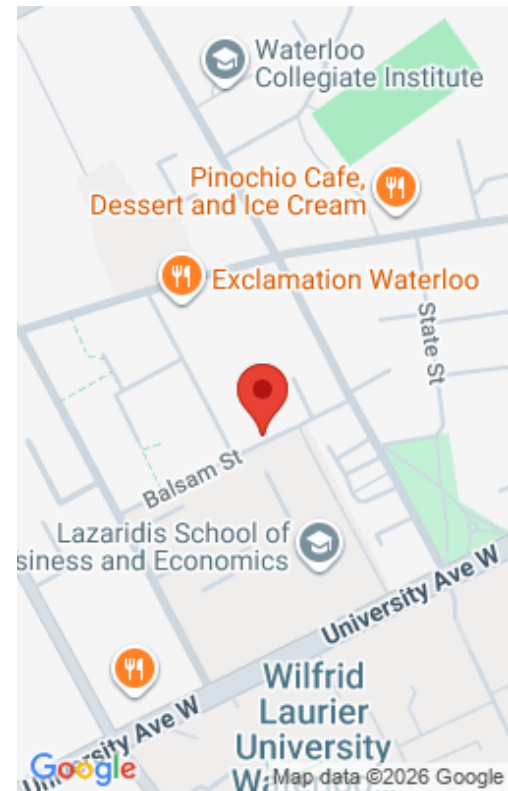 Waterloo
Collegiate Institute
Pinochio Cafe,
Dessert and Ice Cream
Exclamation Waterloo
State St
Balsam St
Lazaridis School of
siness and Economics
University Ave W
Wilfrid
Laurier
University
University Ave W
Google
Map data ©2026 Google